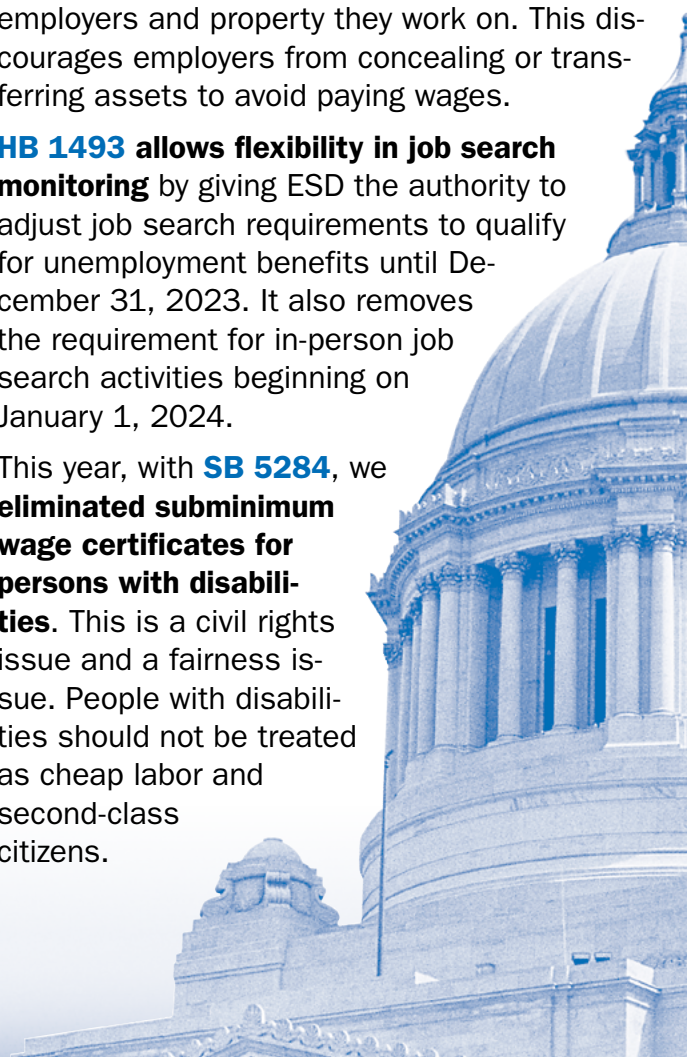 employers and property they work on. This dis-
courages employers from concealing or trans-
ferring assets to avoid paying wages.
HB 1493 allows flexibility in job search
monitoring by giving ESD the authority to
adjust job search requirements to qualify
for unemployment benefits until De-
cember 31, 2023. It also removes
the requirement for in-person job
search activities beginning on
January 1, 2024.
This year, with SB 5284, we
eliminated subminimum
wage certificates for
persons with disabili-
ties. This is a civil rights
issue and a fairness is-
sue. People with disabili-
ties should not be treated
as cheap labor and
second-class
citizens.